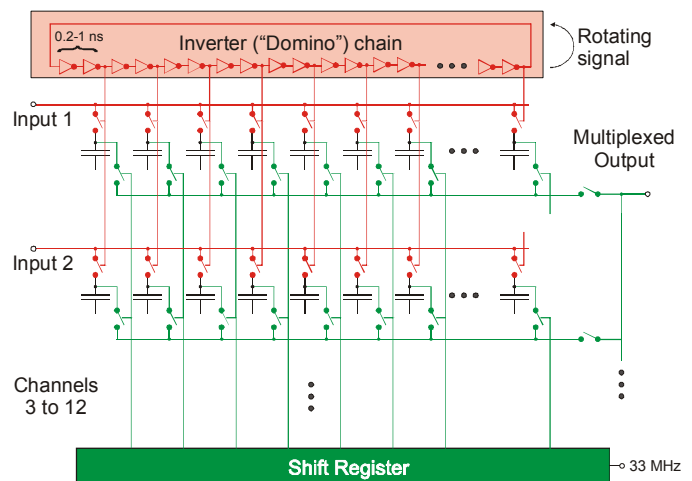 0.2-1 ns
Inverter ("Domino") chain
Rotating
signal
Input 1
Multiplexed
Output
Input 2
Channels
3 to 12
Shift Register
33 MHz